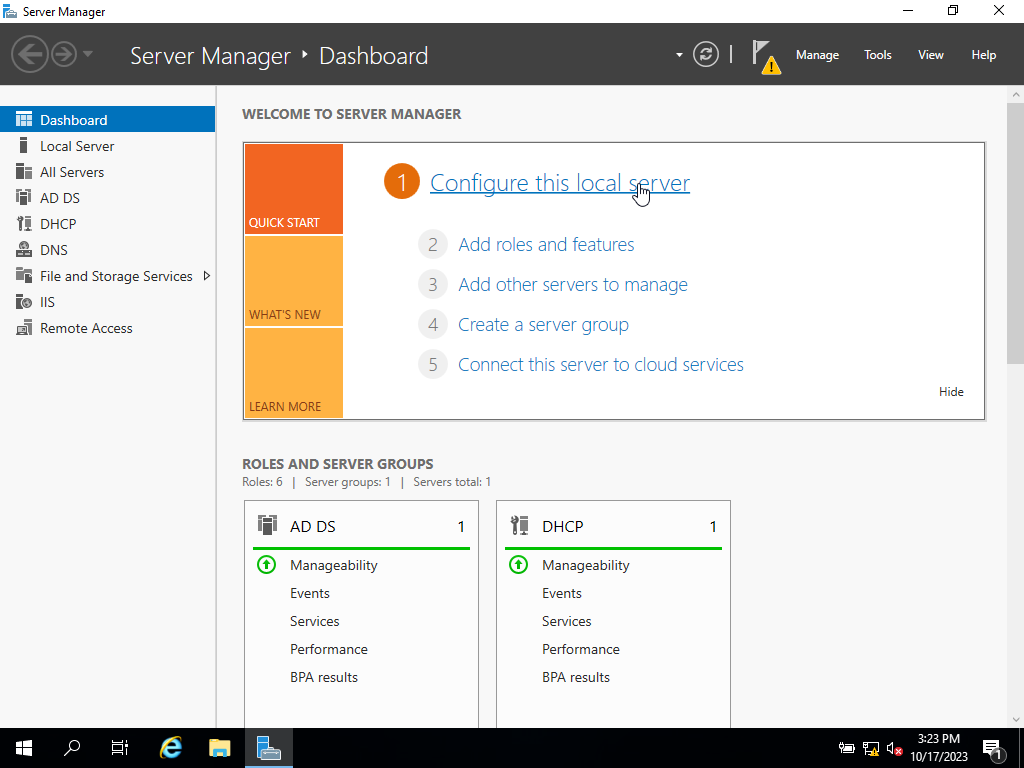 Server Manager
Server Manager ‣ Dashboard
Manage Tools View Help
Dashboard
Local Server
All Servers
AD DS
DHCP
DNS
File and Storage Services
IIS
Remote Access
WELCOME TO SERVER MANAGER
QUICK START
WHAT'S NEW
LEARN MORE
1 Configure this local server
2 Add roles and features
3 Add other servers to manage
4 Create a server group
5 Connect this server to cloud services
Hide
ROLES AND SERVER GROUPS
Roles: 6 | Server groups: 1 | Servers total: 1
AD DS 1
Manageability
Events
Services
Performance
BPA results
DHCP 1
Manageability
Events
Services
Performance
BPA results
3:23 PM
10/17/2023
1